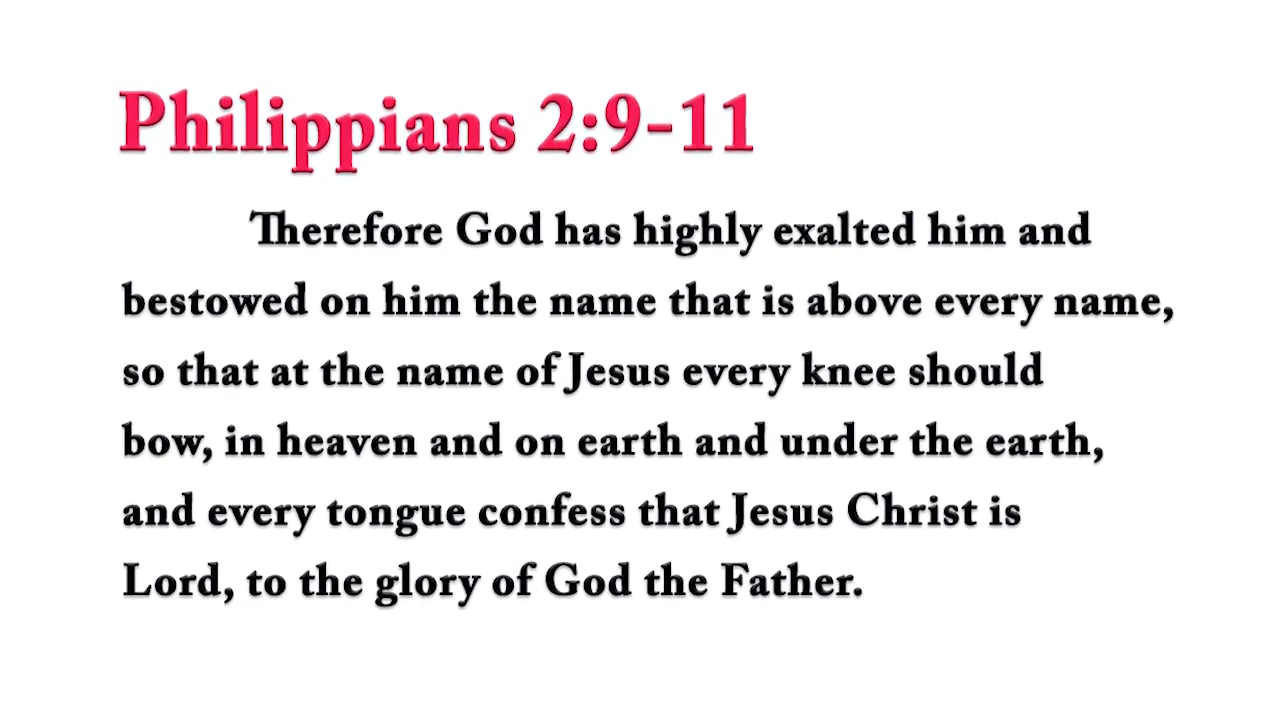 Philippians 2:9-11
Therefore God has highly exalted him and
bestowed on him the name that is above every name,
so that at the name of Jesus every knee should
bow, in heaven and on earth and under the earth,
and every tongue confess that Jesus Christ is
Lord, to the glory of God the Father.